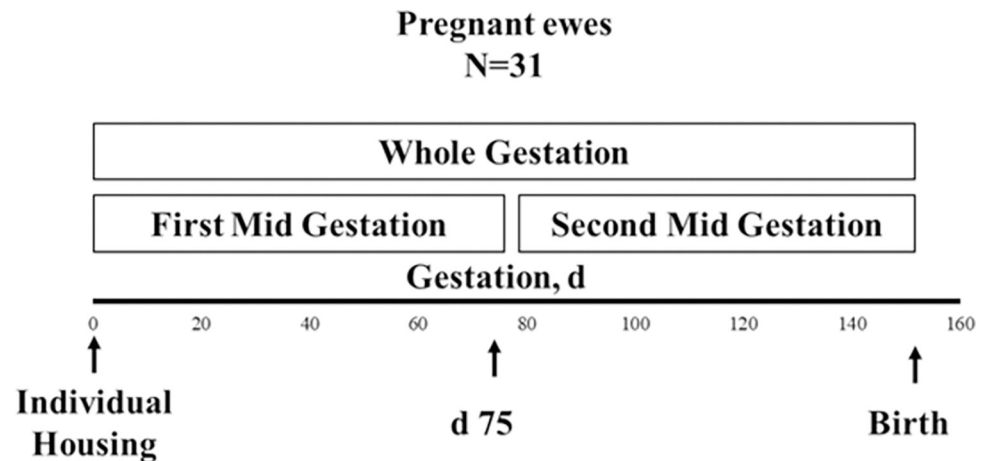 Pregnant ewes
N=31
Whole Gestation
First Mid Gestation
Second Mid Gestation
Gestation, d
0 20 40 60 80 100 120 140 160
Individual
Housing
d 75
Birth